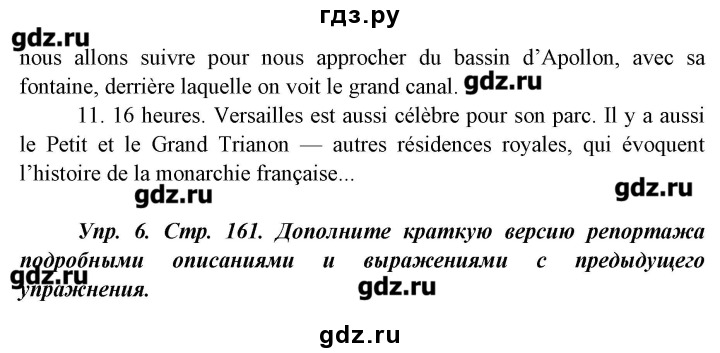 гдз.ру
gdz.ru
nous allons suivre pour nous approcher du bassin d’Apollon, avec sa
fontaine, derrière laquelle on voit le grand canal.
gdz.ru
11. 16 heures. Versailles est aussi célèbre pour son parc. Il y a aussi
le Petit et le Grand Trianon — autres résidences royales, qui évoquent
l’histoire de la monarchie française...
gdz.ru
gdz.ru
Упр. 6. Стр. 161. Дополните краткую версию репортажа
подробными описаниями и выражениями с предыдущего
gdz.ru
упражнения.
gdz.ru
gdz.ru